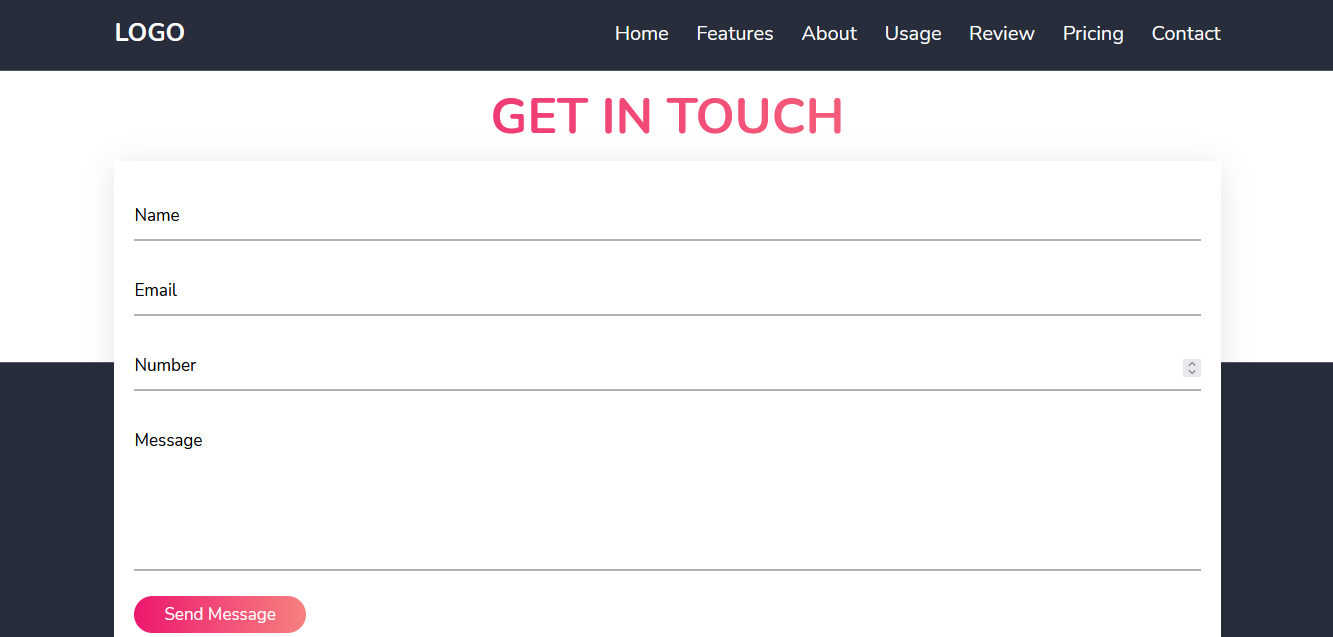 LOGO Home Features About Usage Review Pricing Contact
GET IN TOUCH
Name
Email
Number
Message
Send Message